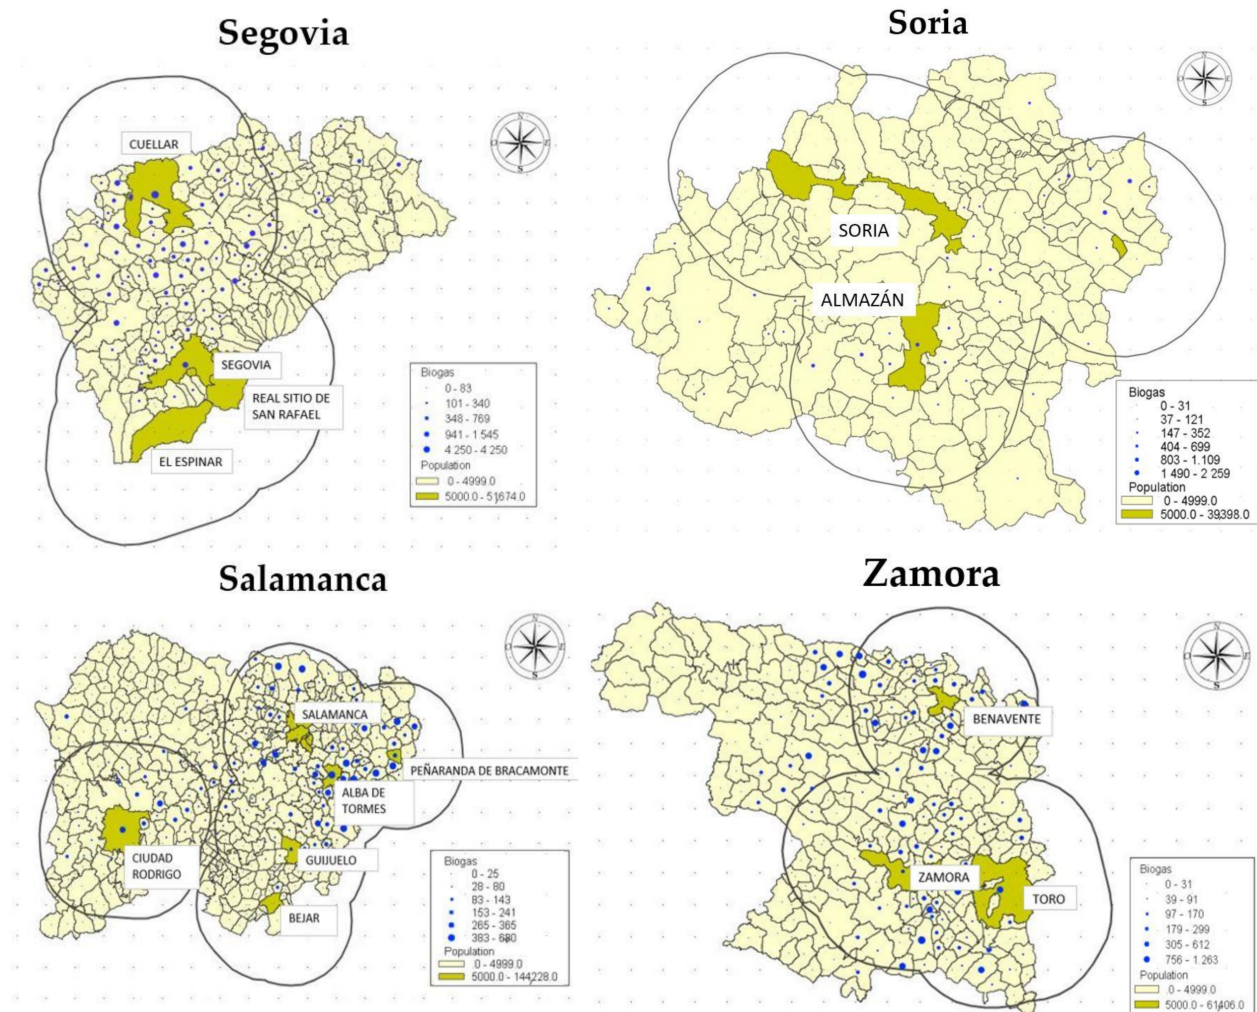 Segovia
CUELLAR
SEGOVIA
REAL SITIO DE
SAN RAFAEL
EL ESPINAR
Biogas
0 - 83
101 - 340
348 - 769
941 - 1 545
4 250 - 4 250
Population
0 - 4999.0
5000.0 - 51674.0
Soria
SORIA
ALMAZÁN
Biogas
0 - 31
37 - 121
147 - 352
404 - 699
803 - 1.109
1 490 - 2 259
Population
0 - 4999.0
5000.0 - 39398.0
Salamanca
SALAMANCA
PEÑARANDA DE BRACAMONTE
ALBA DE
TORMES
CIUDAD
RODRIGO
GUIJUELO
BEJAR
Biogas
0 - 25
28 - 80
83 - 143
153 - 241
265 - 365
383 - 680
Population
0 - 4999.0
5000.0 - 144228.0
Zamora
BENAVENTE
ZAMORA
TORO
Biogas
0 - 31
39 - 91
97 - 170
179 - 299
305 - 612
756 - 1 263
Population
0 - 4999.0
5000.0 - 61406.0